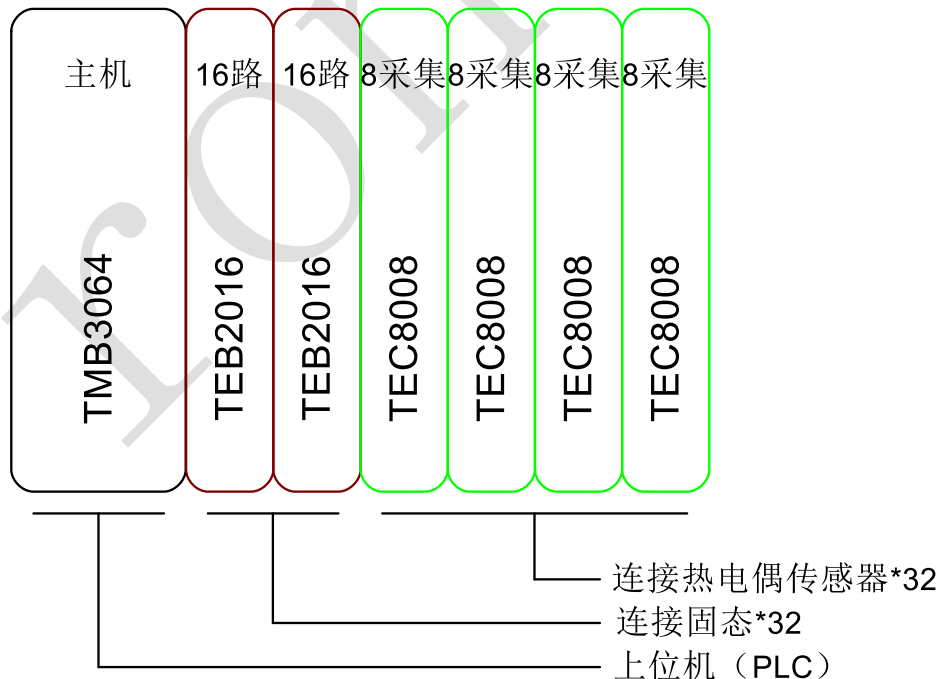 主机
16路
16路
8采集
8采集
8采集
8采集
TMB3064
TEB2016
TEB2016
TEC8008
TEC8008
TEC8008
TEC8008
连接热电偶传感器*32
连接固态*32
上位机（PLC）